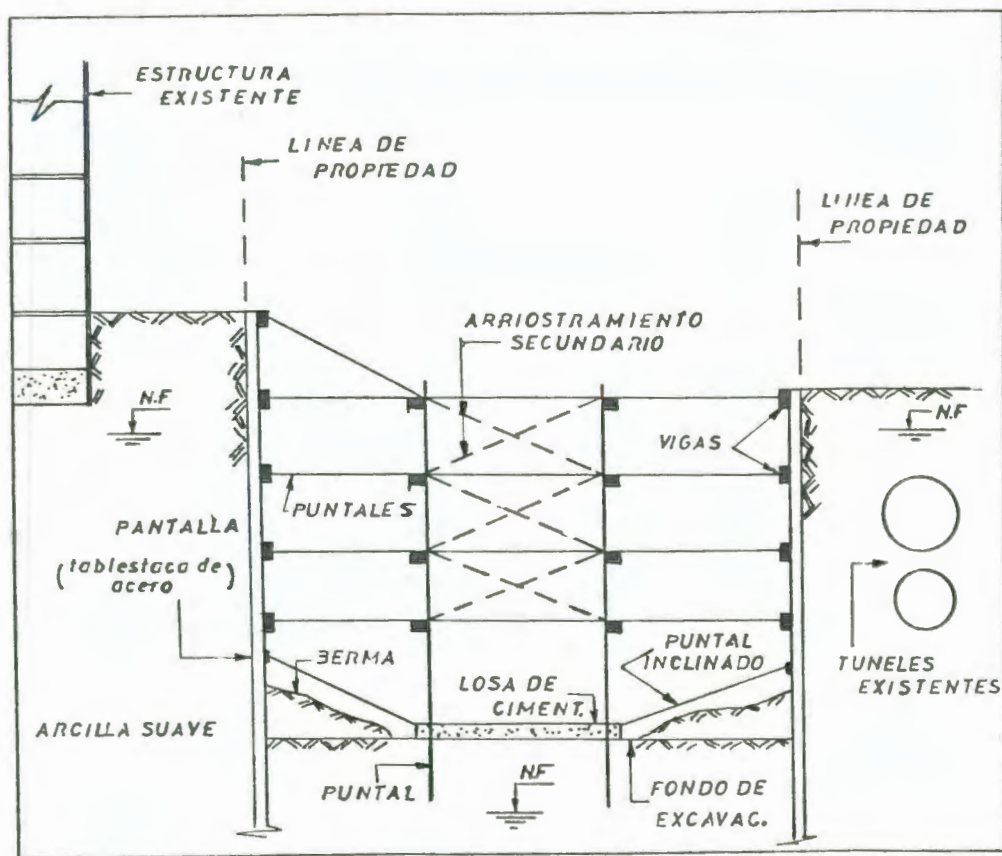 ESTRUCTURA
EXISTENTE
LINEA DE
PROPIEDAD
LINEA DE
PROPIEDAD
ARRIOSTRAMIENTO
SECUNDARIO
N.F
N.F
VIGAS
PUNTALES
PANTALLA
(tablestaca de
acero)
BERMA
PUNTAL
INCLINADO
LOSA DE
CIMENT.
TUNELES
EXISTENTES
ARCILLA SUAVE
PUNTAL
N.F
FONDO DE
EXCAVAC.